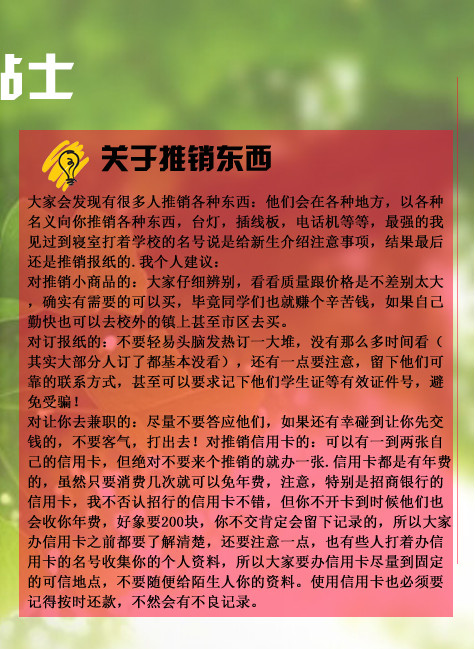 站士
关于推销东西
大家会发现有很多人推销各种东西：他们会在各种地方，以各种
名义向你推销各种东西，台灯，插线板，电话机等等，最强的我
见过到寝室打着学校的名号说是给新生介绍注意事项，结果最后
还是推销报纸的.我个人建议：
对推销小商品的：大家仔细辨别，看看质量跟价格是不差别太大
，确实有需要的可以买，毕竟同学们也就赚个辛苦钱，如果自己
勤快也可以去校外的镇上甚至市区去买。
对订报纸的：不要轻易头脑发热订一大堆，没有那么多时间看（
其实大部分人订了都基本没看），还有一点要注意，留下他们可
靠的联系方式，甚至可以要求记下他们学生证等有效证件号，避
免受骗！
对让你去兼职的：尽量不要答应他们，如果还有幸碰到让你先交
钱的，不要客气，打出去！对推销信用卡的：可以有一到两张自
己的信用卡，但绝对不要来个推销的就办一张.信用卡都是有年费
的，虽然只要消费几次就可以免年费，注意，特别是招商银行的
信用卡，我不否认招行的信用卡不错，但你不开卡到时候他们也
会收你年费，好象要200块，你不交肯定会留下记录的，所以大家
办信用卡之前都要了解清楚，还要注意一点，也有些人打着办信
用卡的名号收集你的个人资料，所以大家要办信用卡尽量到固定
的可信地点，不要随便给陌生人你的资料。使用信用卡也必须要
记得按时还款，不然会有不良记录。